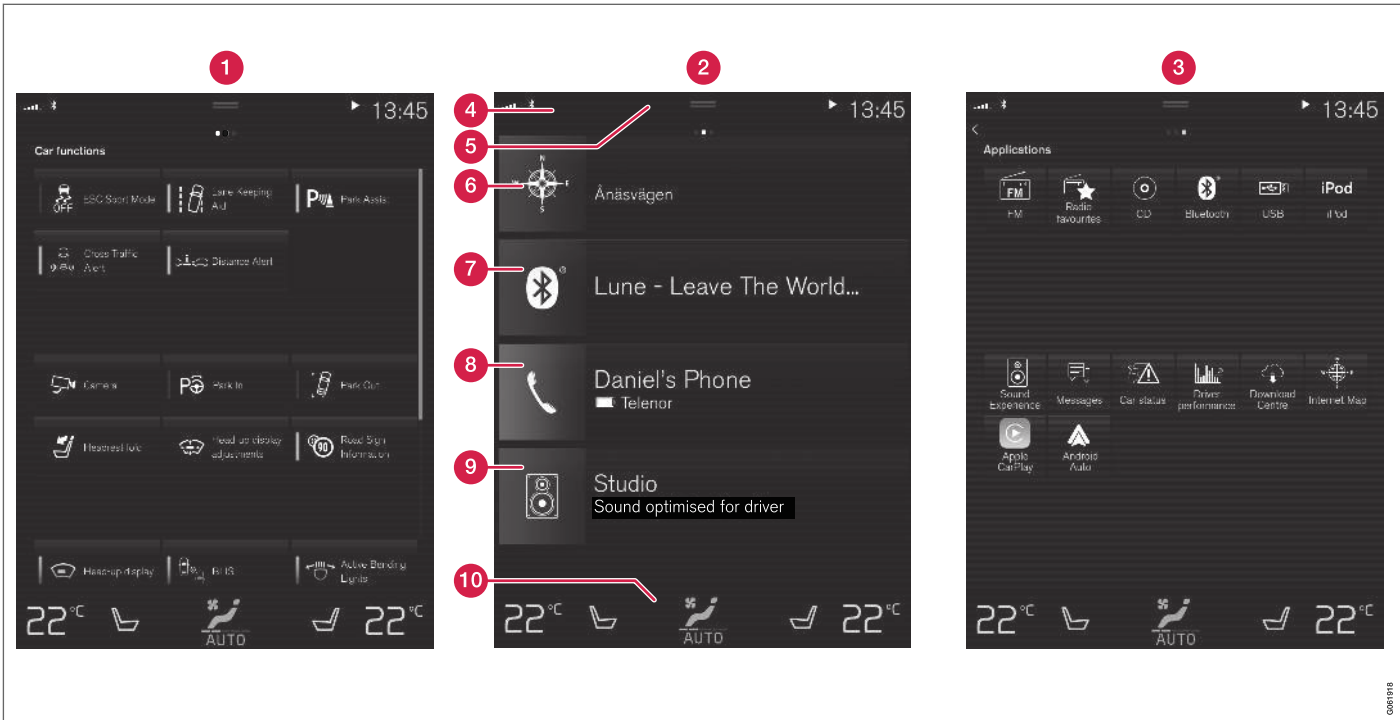 1
2
3
13:45
Car functions
OFF
ESC Sport Mode
Lane Keeping
Aid
Park Assist
Cross Traffic
Alert
Distance Alert
Camera
Park In
Park Out
Headrest fold
Head-up display
adjustments
90
Road Sign
Information
Head-up display
BLIS
Active Bending
Lights
22°C
AUTO
22°C
4
5
6
7
8
9
10
13:45
N
E
S
Ånäsvägen
Lune - Leave The World...
Daniel's Phone
Telenor
Studio
Sound optimised for driver
22°C
AUTO
22°C
13:45
Applications
FM
FM
Radio
favourites
CD
Bluetooth
USB
iPod
iPod
Sound
Experience
Messages
Car status
Driver
performance
Download
Centre
Internet Map
Apple
CarPlay
Android
Auto
22°C
AUTO
22°C
G061918